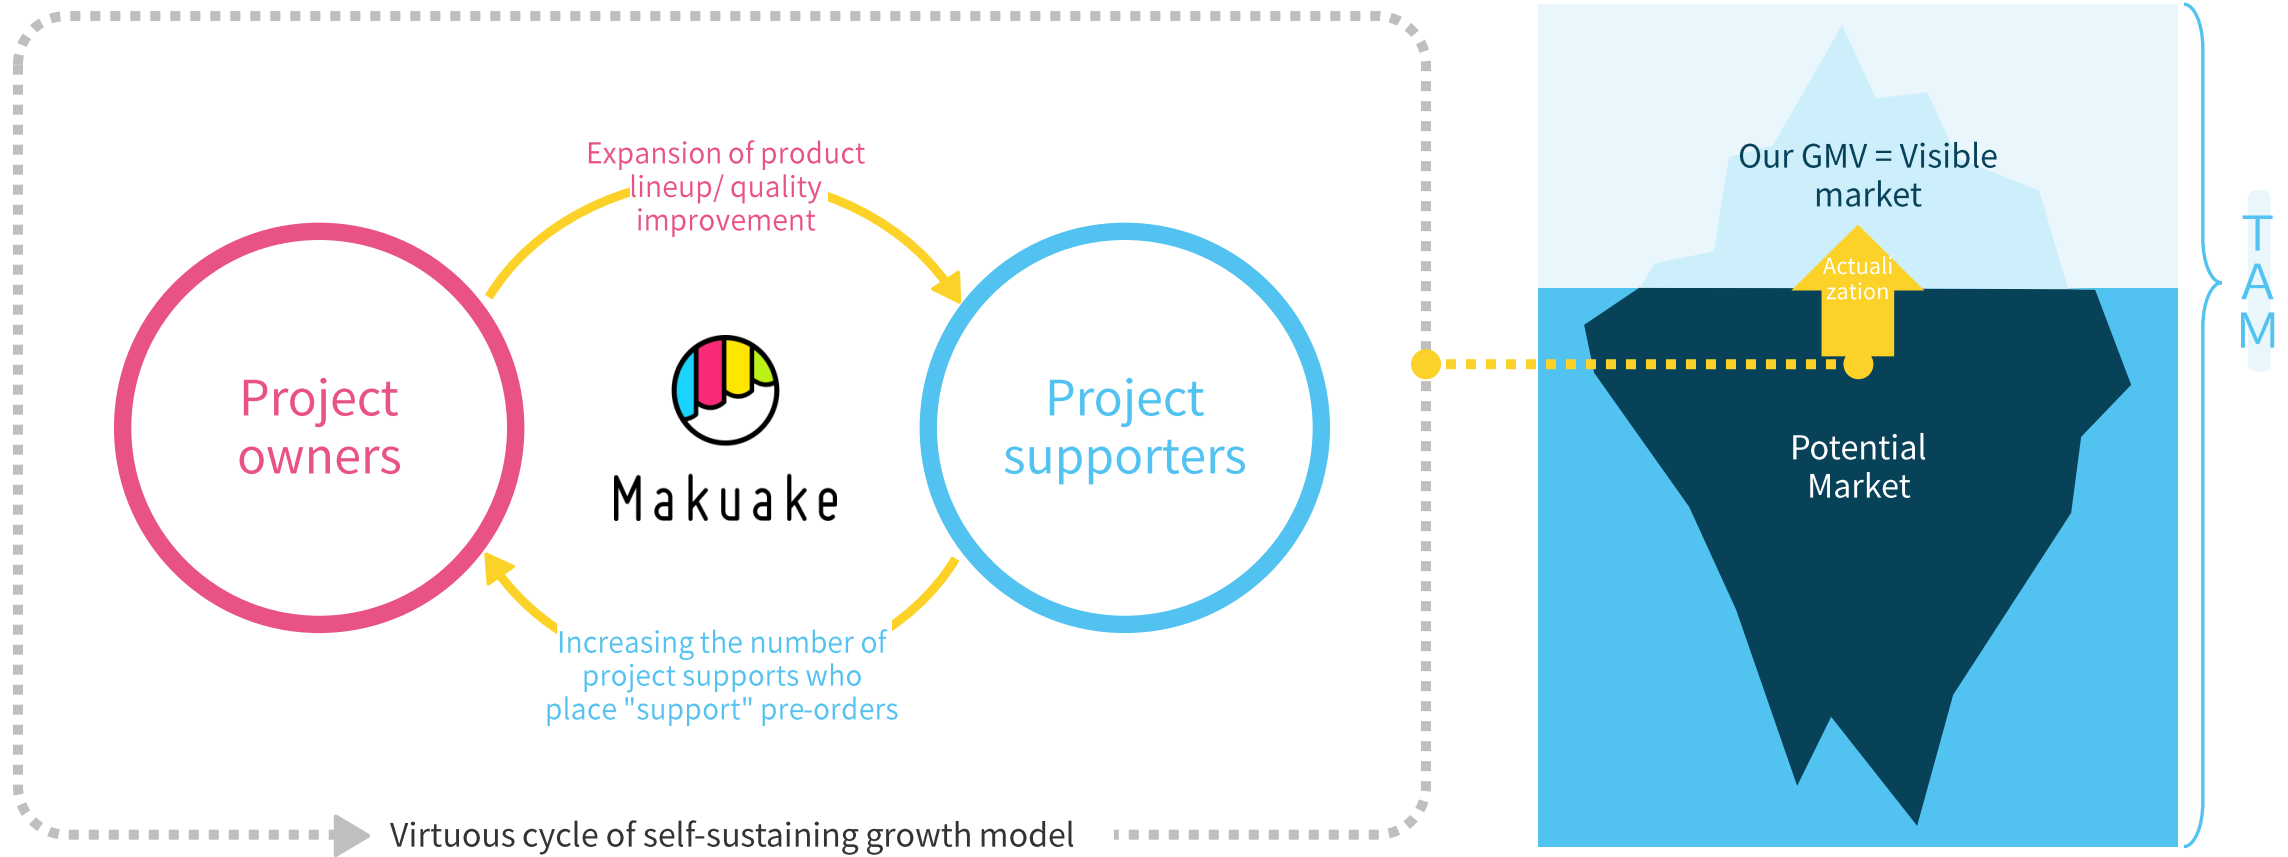 Expansion of product
lineup/ quality
improvement
Project
owners
Makuake
Project
supporters
Increasing the number of
project supports who
place "support" pre-orders
Virtuous cycle of self-sustaining growth model
Our GMV = Visible
market
Actuali
zation
Potential
Market
TAM